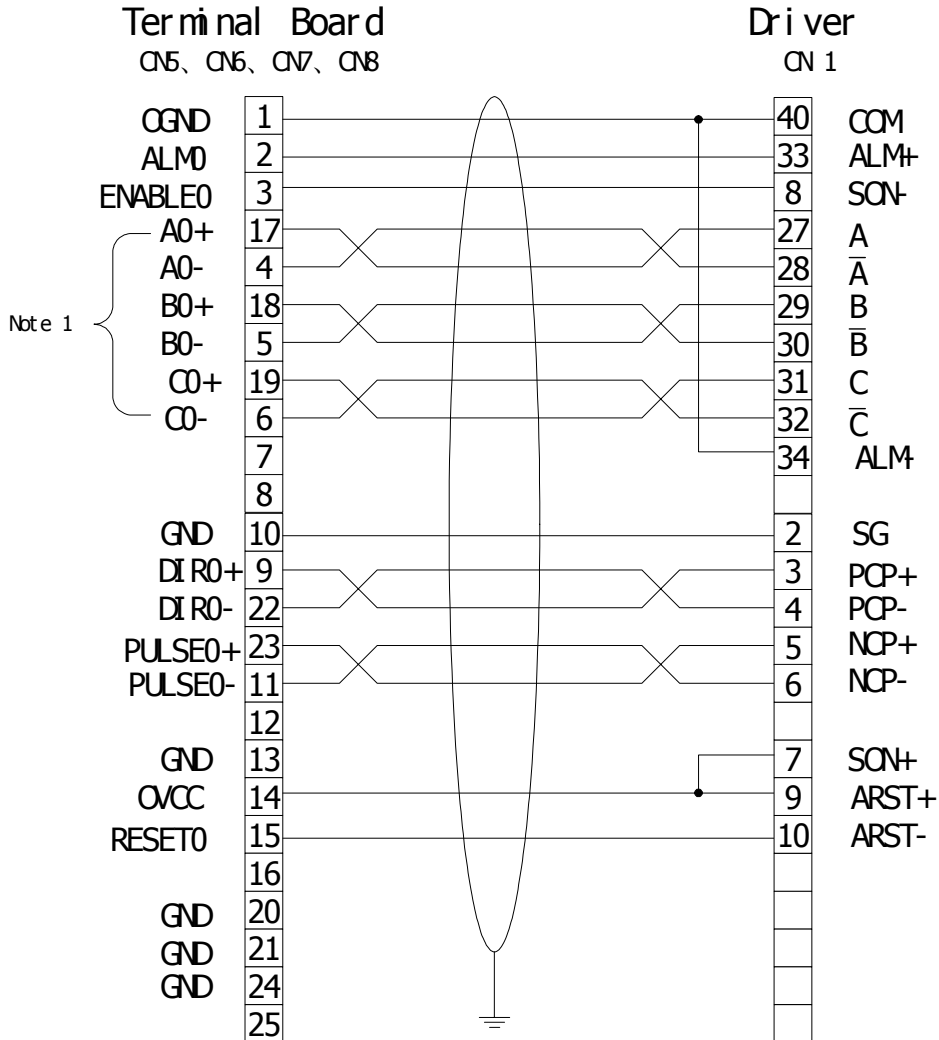 Terminal Board Driver
CN5、CN6、CN7、CN8 CN 1
OGND 1 40 COM
ALM0 2 33 ALM+
ENABLE0 3 8 SON-
A0+ 17 27 A
A0- 4 28 A̅
B0+ 18 29 B
Note 1
B0- 5 30 B̅
C0+ 19 31 C
C0- 6 32 C̅
7 34 ALM-
8
GND 10 2 SG
DIR0+ 9 3 PCP+
DIR0- 22 4 PCP-
PULSE0+ 23 5 NCP+
PULSE0- 11 6 NCP-
12
GND 13 7 SON+
OVCC 14 9 ARST+
RESET0 15 10 ARST-
16
GND 20
GND 21
GND 24
25